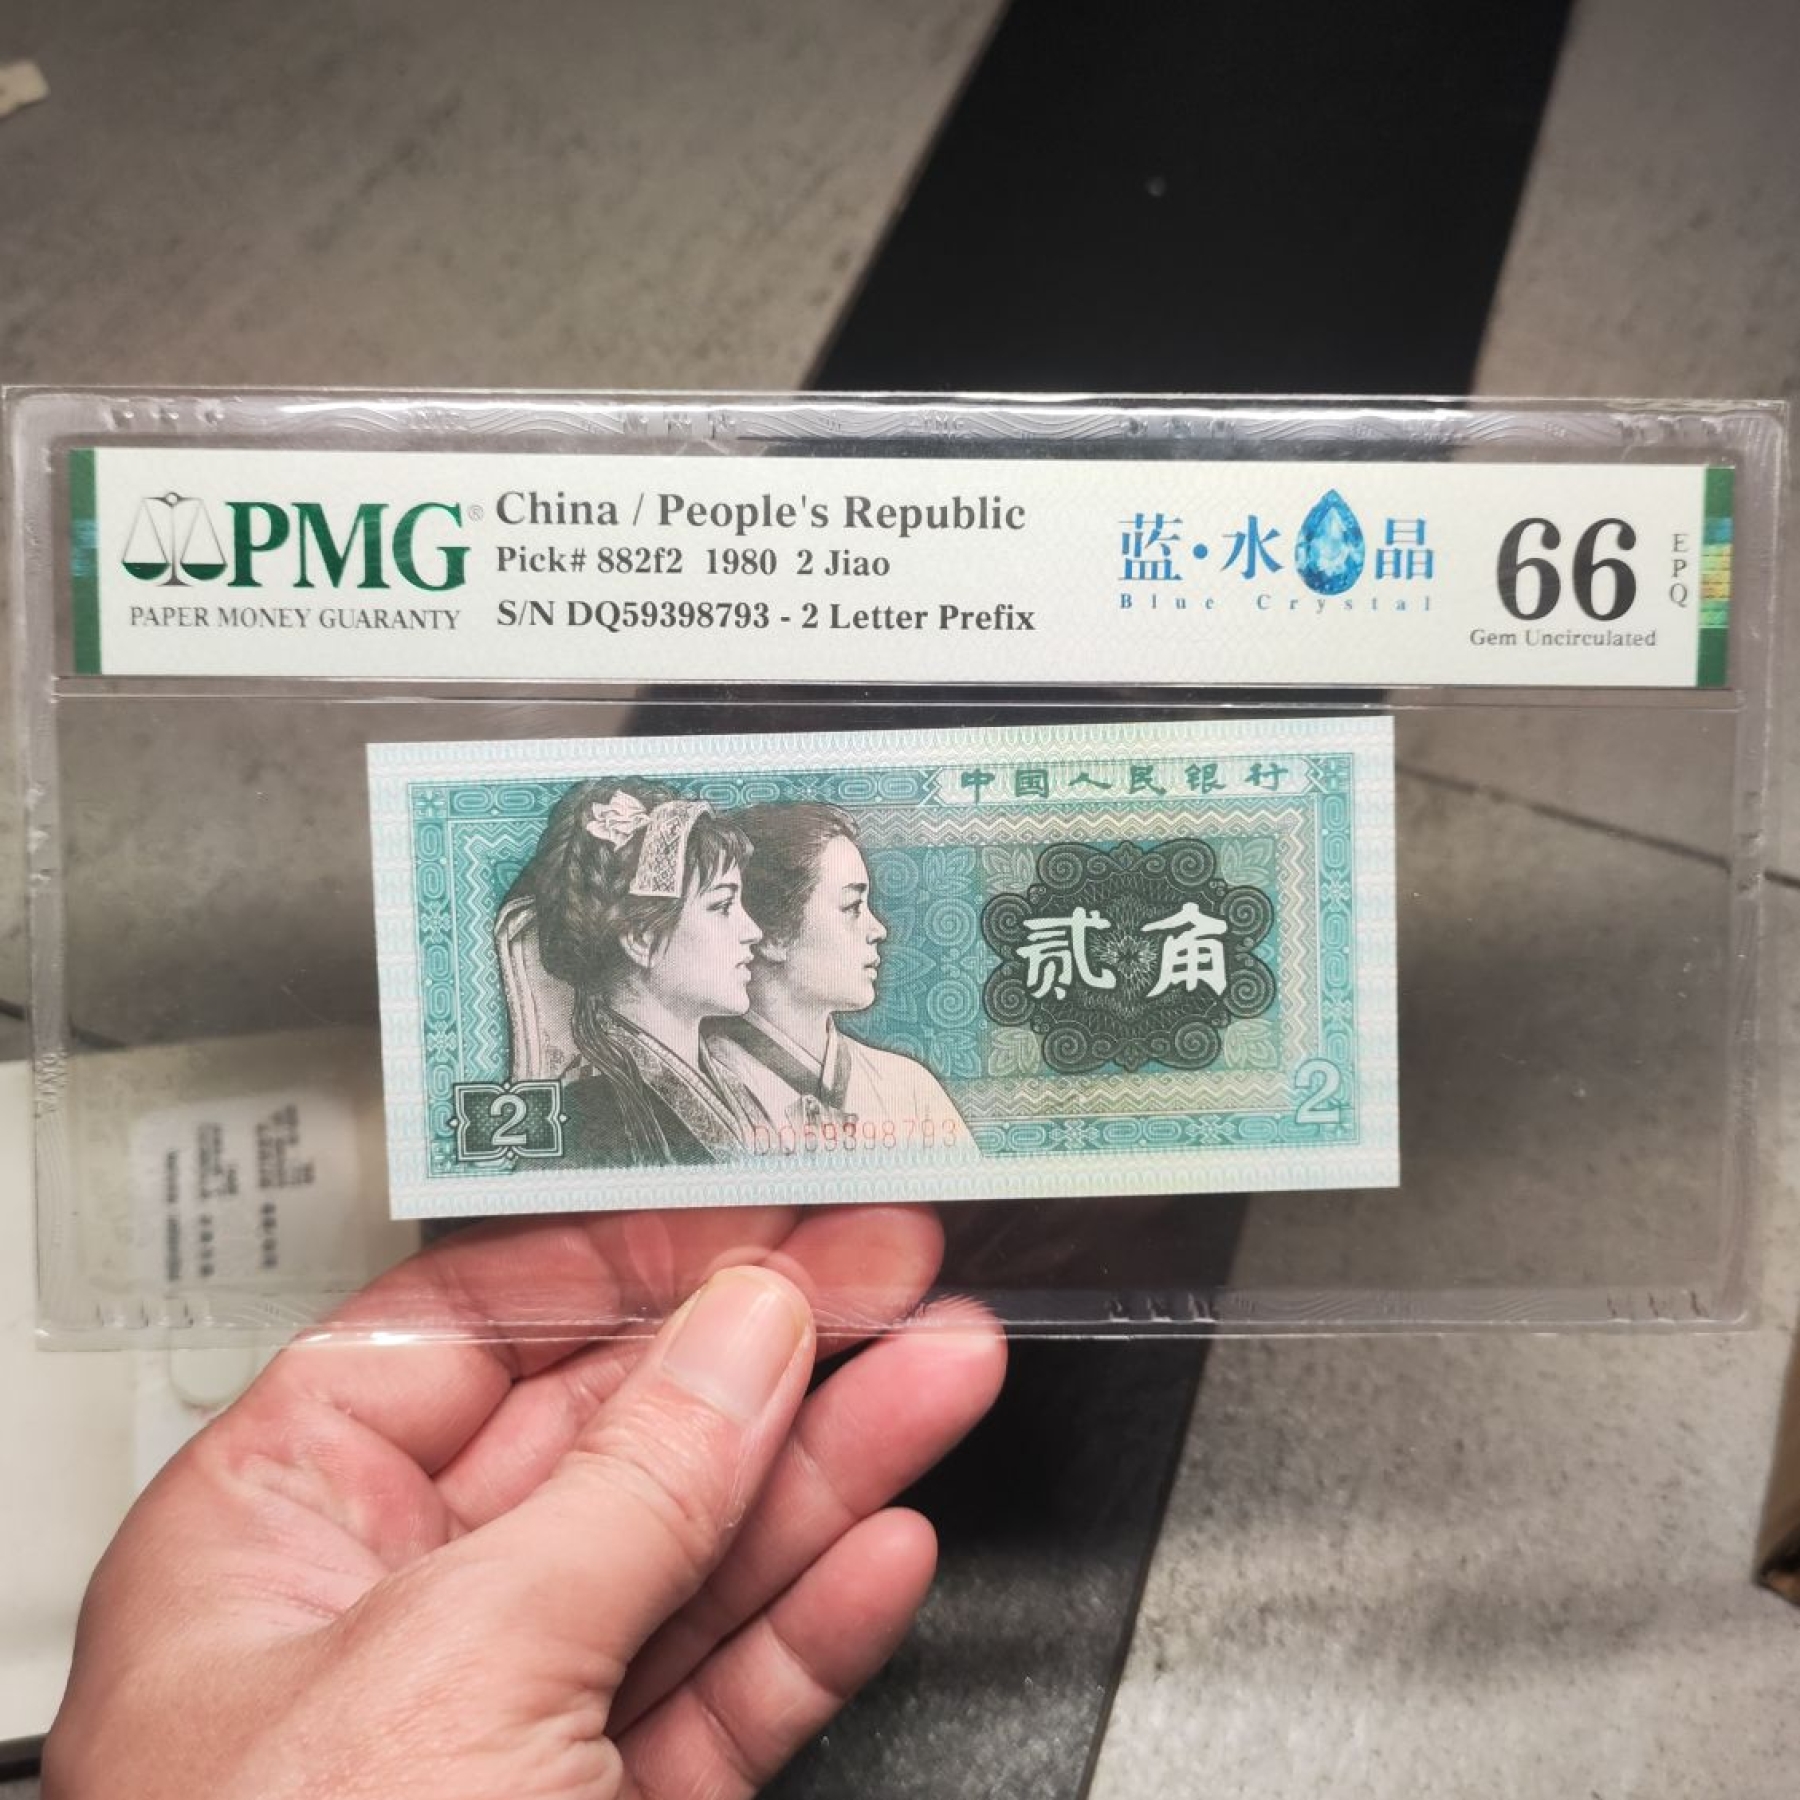 PMG®
PAPER MONEY GUARANTY
China / People's Republic
Pick# 882f2 1980 2 Jiao
S/N DQ59398793 - 2 Letter Prefix
蓝·水晶
Blue Crystal
66
EPQ
Gem Uncirculated
中國人民银行
贰角
2
2
DQ59398793